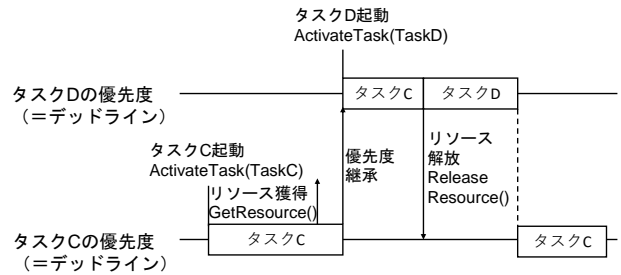 タスクD起動
ActivateTask(TaskD)
タスクDの優先度
（＝デッドライン）
タスクC
タスクD
タスクC起動
ActivateTask(TaskC)
リソース獲得
GetResource()
優先度
継承
リソース
解放
Release
Resource()
タスクCの優先度
（＝デッドライン）
タスクC
タスクC